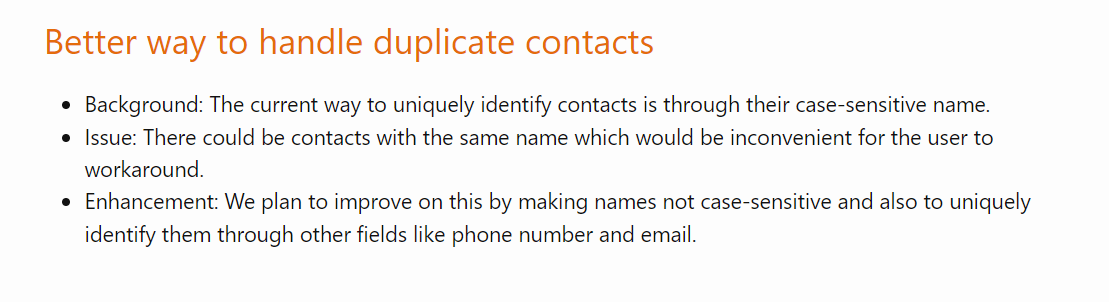 Better way to handle duplicate contacts
• Background: The current way to uniquely identify contacts is through their case-sensitive name.
• Issue: There could be contacts with the same name which would be inconvenient for the user to
workaround.
• Enhancement: We plan to improve on this by making names not case-sensitive and also to uniquely
identify them through other fields like phone number and email.